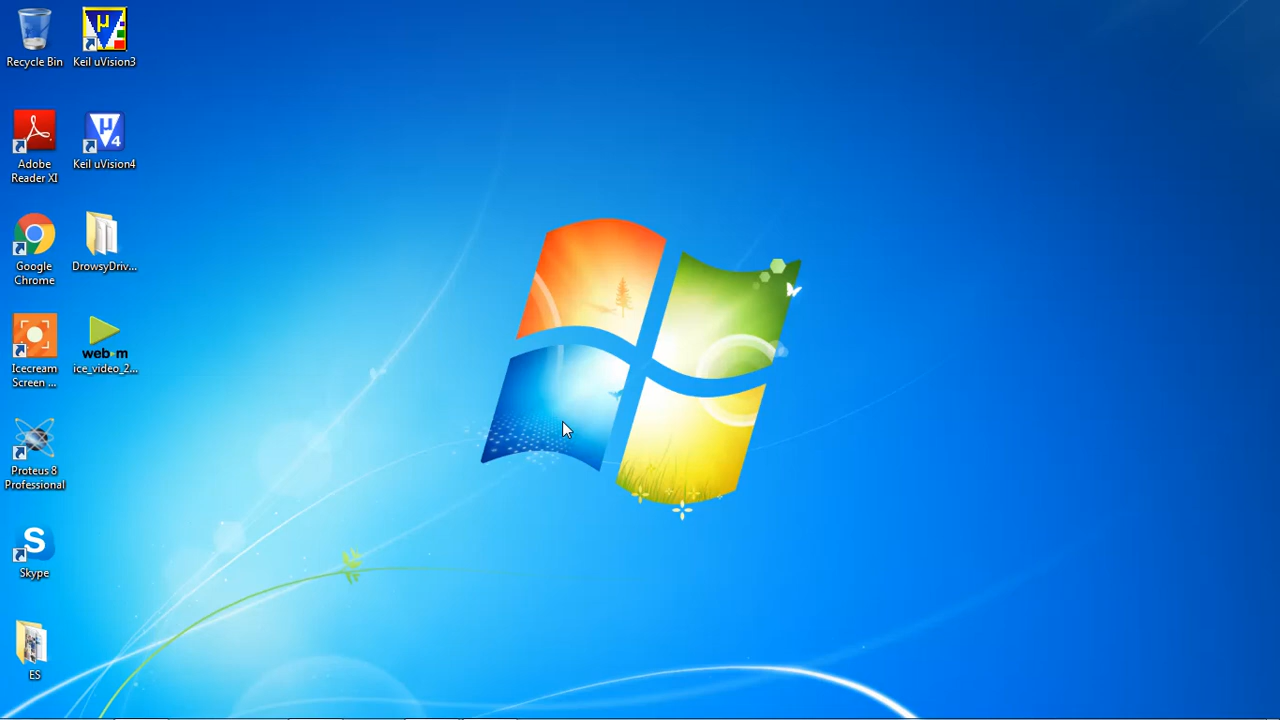 Recycle Bin
Keil uVision3
Adobe
Reader XI
Keil uVision4
Google
Chrome
DrowsyDriv...
Icecream
Screen ...
web m
ice_video_2...
Proteus 8
Professional
S
Skype
ES
µ
µ
4